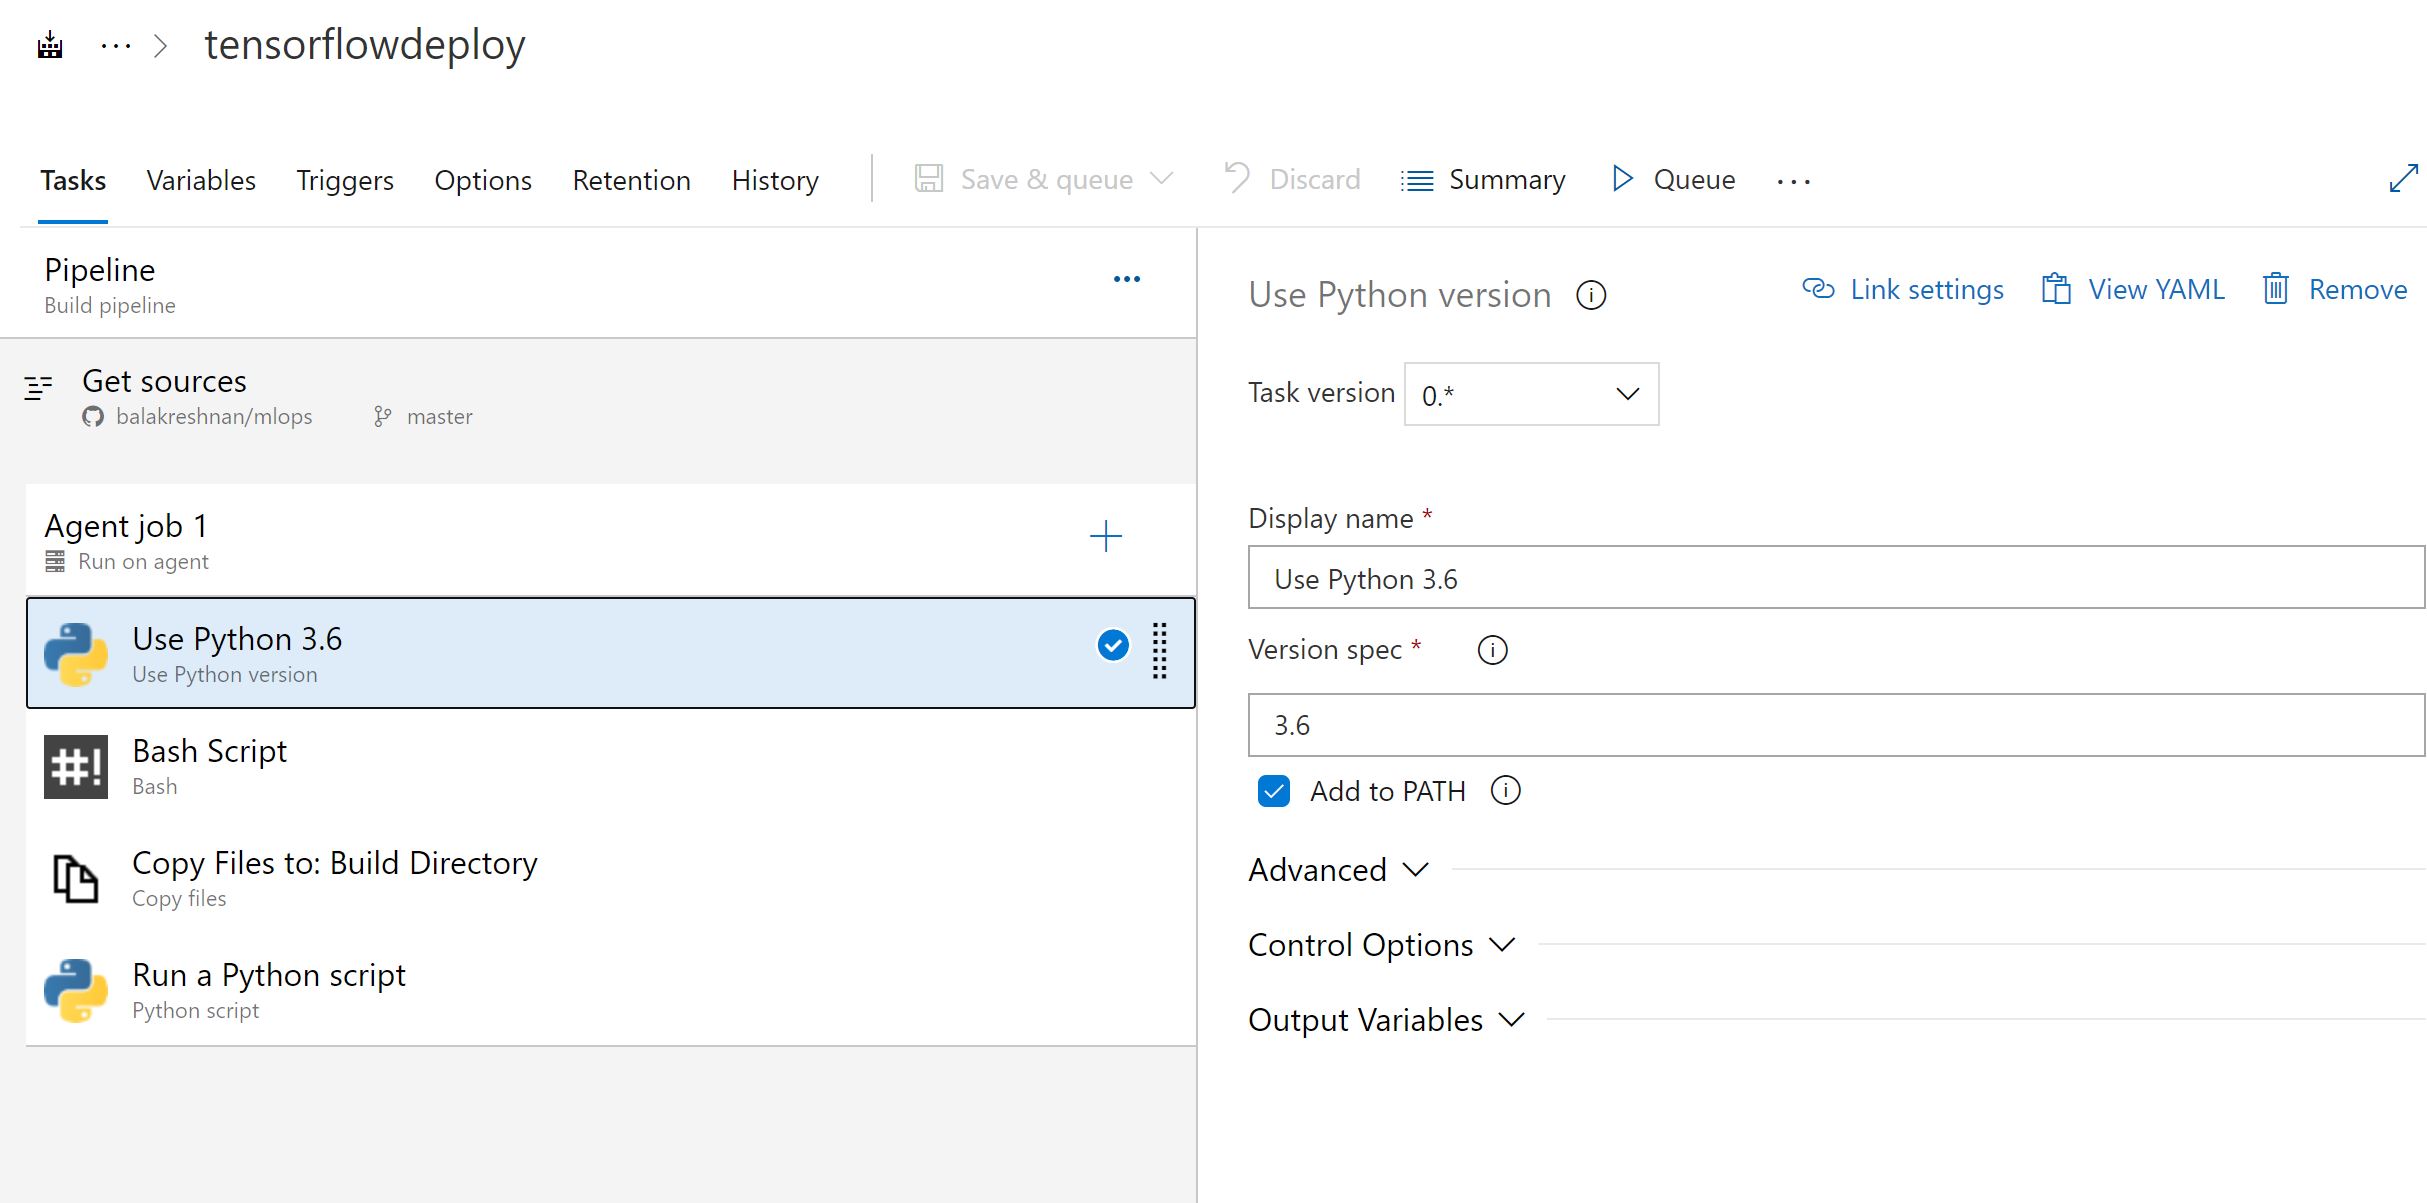 tensorflowdeploy
Tasks Variables Triggers Options Retention History Save & queue Discard Summary Queue
Pipeline
Build pipeline
Get sources
balakreshnan/mlops master
Agent job 1
Run on agent
Use Python 3.6
Use Python version
#! Bash Script
Bash
Copy Files to: Build Directory
Copy files
Run a Python script
Python script
Use Python version Link settings View YAML Remove
Task version 0.*
Display name *
Use Python 3.6
Version spec *
3.6
Add to PATH
Advanced
Control Options
Output Variables